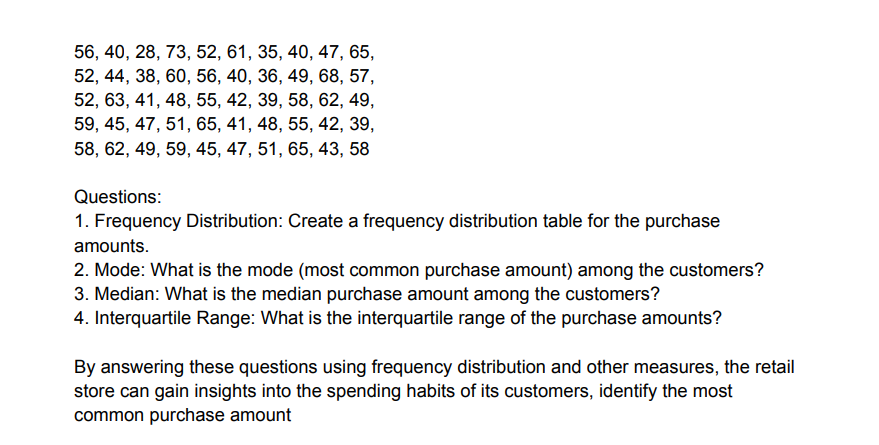 56, 40, 28, 73, 52, 61, 35, 40, 47, 65,
52, 44, 38, 60, 56, 40, 36, 49, 68, 57,
52, 63, 41, 48, 55, 42, 39, 58, 62, 49,
59, 45, 47, 51, 65, 41, 48, 55, 42, 39,
58, 62, 49, 59, 45, 47, 51, 65, 43, 58
Questions:
1. Frequency Distribution: Create a frequency distribution table for the purchase
amounts.
2. Mode: What is the mode (most common purchase amount) among the customers?
3. Median: What is the median purchase amount among the customers?
4. Interquartile Range: What is the interquartile range of the purchase amounts?
By answering these questions using frequency distribution and other measures, the retail
store can gain insights into the spending habits of its customers, identify the most
common purchase amount